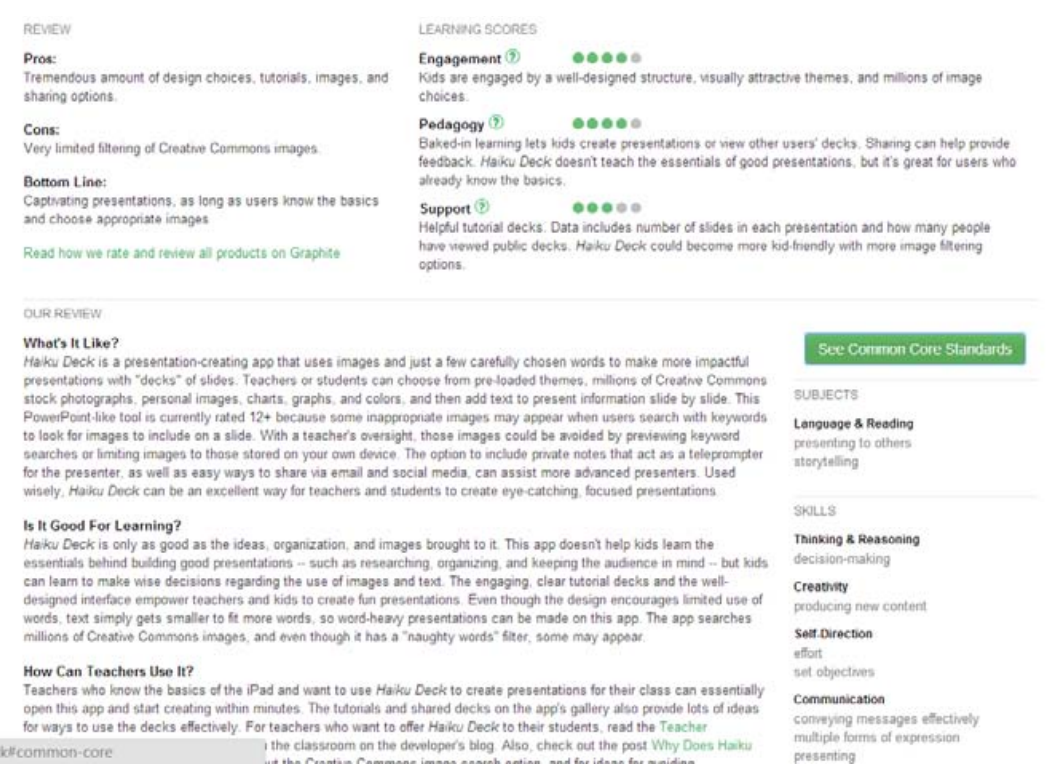 REVIEW
Pros:
Tremendous amount of design choices, tutorials, images, and
sharing options.
Cons:
Very limited filtering of Creative Commons images.
Bottom Line:
Captivating presentations, as long as users know the basics
and choose appropriate images
Read how we rate and review all products on Graphite
LEARNING SCORES
Engagement ?
Kids are engaged by a well-designed structure, visually attractive themes, and millions of image
choices.
Pedagogy ?
Baked-in learning lets kids create presentations or view other users' decks. Sharing can help provide
feedback. Haiku Deck doesn't teach the essentials of good presentations, but it's great for users who
already know the basics.
Support ?
Helpful tutorial decks. Data includes number of slides in each presentation and how many people
have viewed public decks. Haiku Deck could become more kid-friendly with more image filtering
options.
OUR REVIEW
What's It Like?
Haiku Deck is a presentation-creating app that uses images and just a few carefully chosen words to make more impactful
presentations with "decks" of slides. Teachers or students can choose from pre-loaded themes, millions of Creative Commons
stock photographs, personal images, charts, graphs, and colors, and then add text to present information slide by slide. This
PowerPoint-like tool is currently rated 12+ because some inappropriate images may appear when users search with keywords
to look for images to include on a slide. With a teacher's oversight, those images could be avoided by previewing keyword
searches or limiting images to those stored on your own device. The option to include private notes that act as a teleprompter
for the presenter, as well as easy ways to share via email and social media, can assist more advanced presenters. Used
wisely, Haiku Deck can be an excellent way for teachers and students to create eye-catching, focused presentations.
Is It Good For Learning?
Haiku Deck is only as good as the ideas, organization, and images brought to it. This app doesn't help kids learn the
essentials behind building good presentations -- such as researching, organizing, and keeping the audience in mind -- but kids
can learn to make wise decisions regarding the use of images and text. The engaging, clear tutorial decks and the well-
designed interface empower teachers and kids to create fun presentations. Even though the design encourages limited use of
words, text simply gets smaller to fit more words, so word-heavy presentations can be made on this app. The app searches
millions of Creative Commons images, and even though it has a "naughty words" filter, some may appear.
How Can Teachers Use It?
Teachers who know the basics of the iPad and want to use Haiku Deck to create presentations for their class can essentially
open this app and start creating within minutes. The tutorials and shared decks on the app's gallery also provide lots of ideas
for ways to use the decks effectively. For teachers who want to offer Haiku Deck to their students, read the Teacher
the classroom on the developer's blog. Also, check out the post Why Does Haiku
the Creative Commons image search option, and for ideas for avoiding
k#common-core
See Common Core Standards
SUBJECTS
Language & Reading
presenting to others
storytelling
SKILLS
Thinking & Reasoning
decision-making
Creativity
producing new content
Self-Direction
effort
set objectives
Communication
conveying messages effectively
multiple forms of expression
presenting